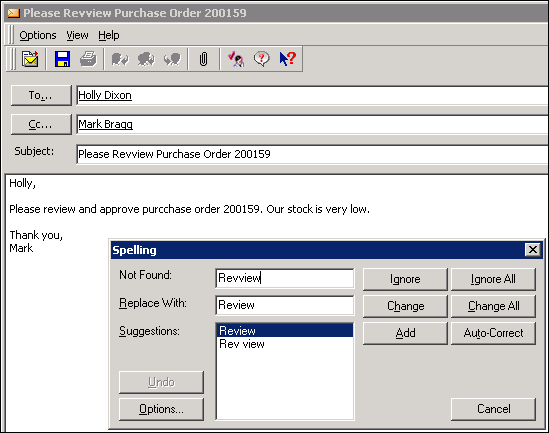 Please Revview Purchase Order 200159
Options View Help
To... Holly Dixon
Cc... Mark Bragg
Subject: Please Revview Purchase Order 200159
Holly,
Please review and approve purcchase order 200159. Our stock is very low.
Thank you,
Mark
Spelling
Not Found: Revview Ignore Ignore All
Replace With: Review Change Change All
Suggestions: Review Add Auto-Correct
Rev view
Undo
Options... Cancel